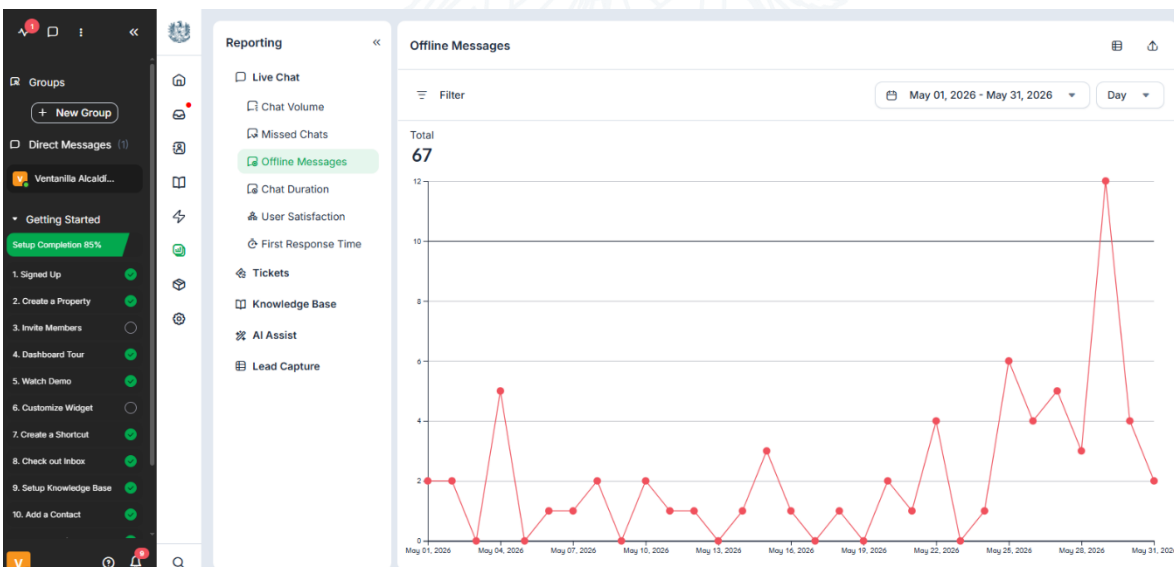 1
Groups
+ New Group
Direct Messages (1)
V
Ventanilla Alcaldí...
Getting Started
Setup Completion 85%
1. Signed Up
2. Create a Property
3. Invite Members
4. Dashboard Tour
5. Watch Demo
6. Customize Widget
7. Create a Shortcut
8. Check out Inbox
9. Setup Knowledge Base
10. Add a Contact
V
9
Reporting
Live Chat
Chat Volume
Missed Chats
Offline Messages
Chat Duration
User Satisfaction
First Response Time
Tickets
Knowledge Base
AI Assist
Lead Capture
Offline Messages
Filter
May 01, 2026 - May 31, 2026
Day
Total
67
12
10
8
6
4
2
0
May 01, 2026 May 04, 2026 May 07, 2026 May 10, 2026 May 13, 2026 May 16, 2026 May 19, 2026 May 22, 2026 May 25, 2026 May 28, 2026 May 31, 202